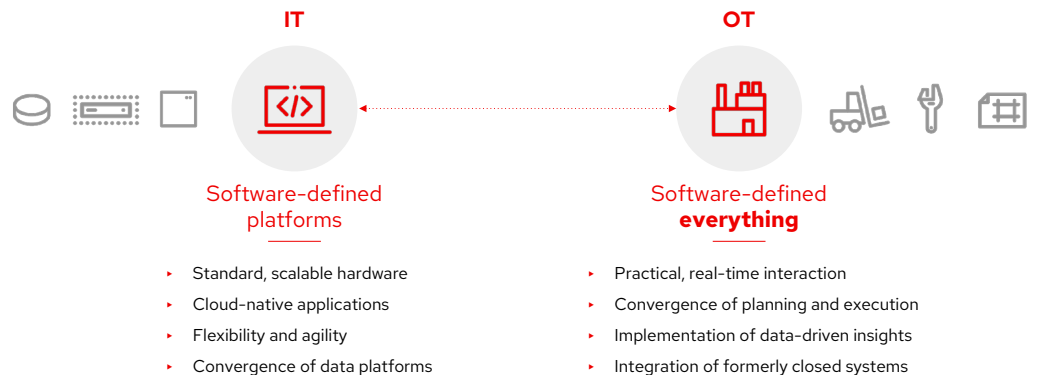 IT
Software-defined
platforms
Standard, scalable hardware
Cloud-native applications
Flexibility and agility
Convergence of data platforms
OT
Software-defined
everything
Practical, real-time interaction
Convergence of planning and execution
Implementation of data-driven insights
Integration of formerly closed systems